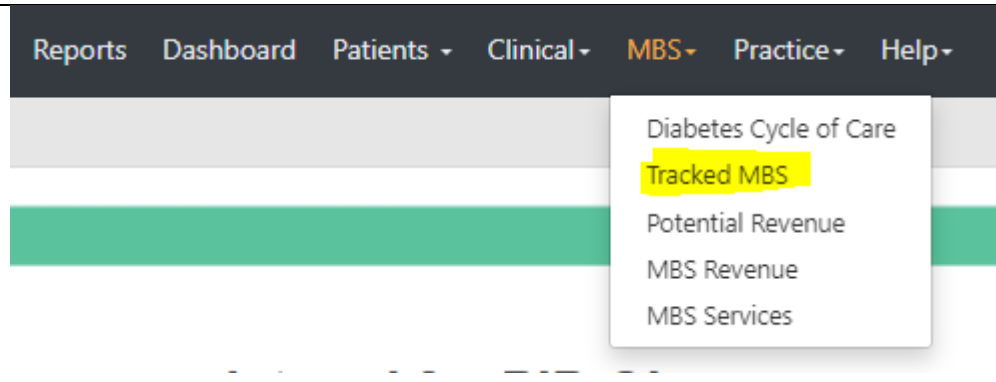 Reports Dashboard Patients Clinical MBS Practice Help
Diabetes Cycle of Care
Tracked MBS
Potential Revenue
MBS Revenue
MBS Services